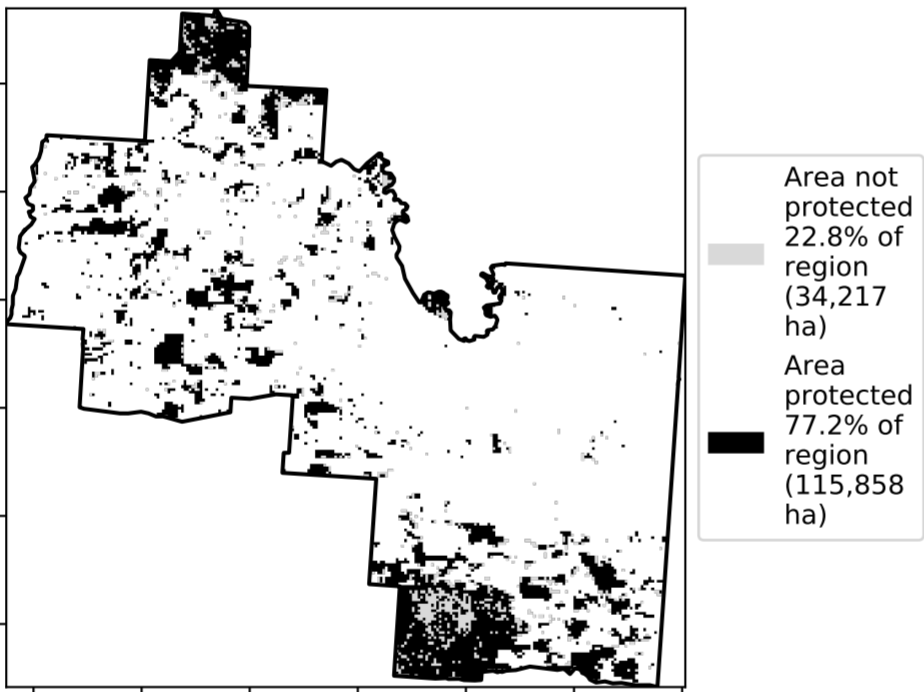 Area not
protected
22.8% of
region
(34,217
ha)
Area
protected
77.2% of
region
(115,858
ha)